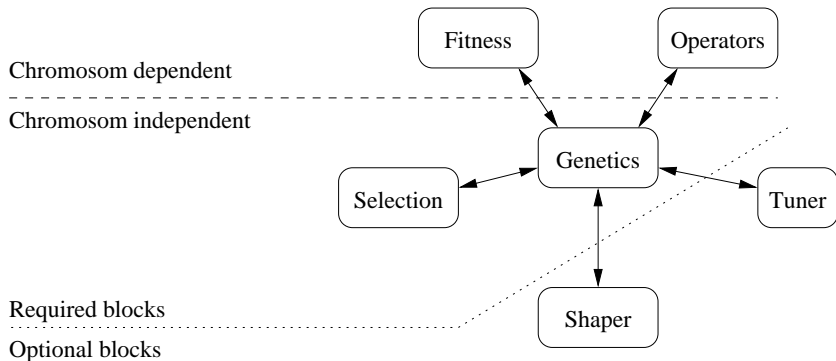 Fitness
Operators
Chromosom dependent
Chromosom independent
Genetics
Selection
Tuner
Required blocks
Shaper
Optional blocks